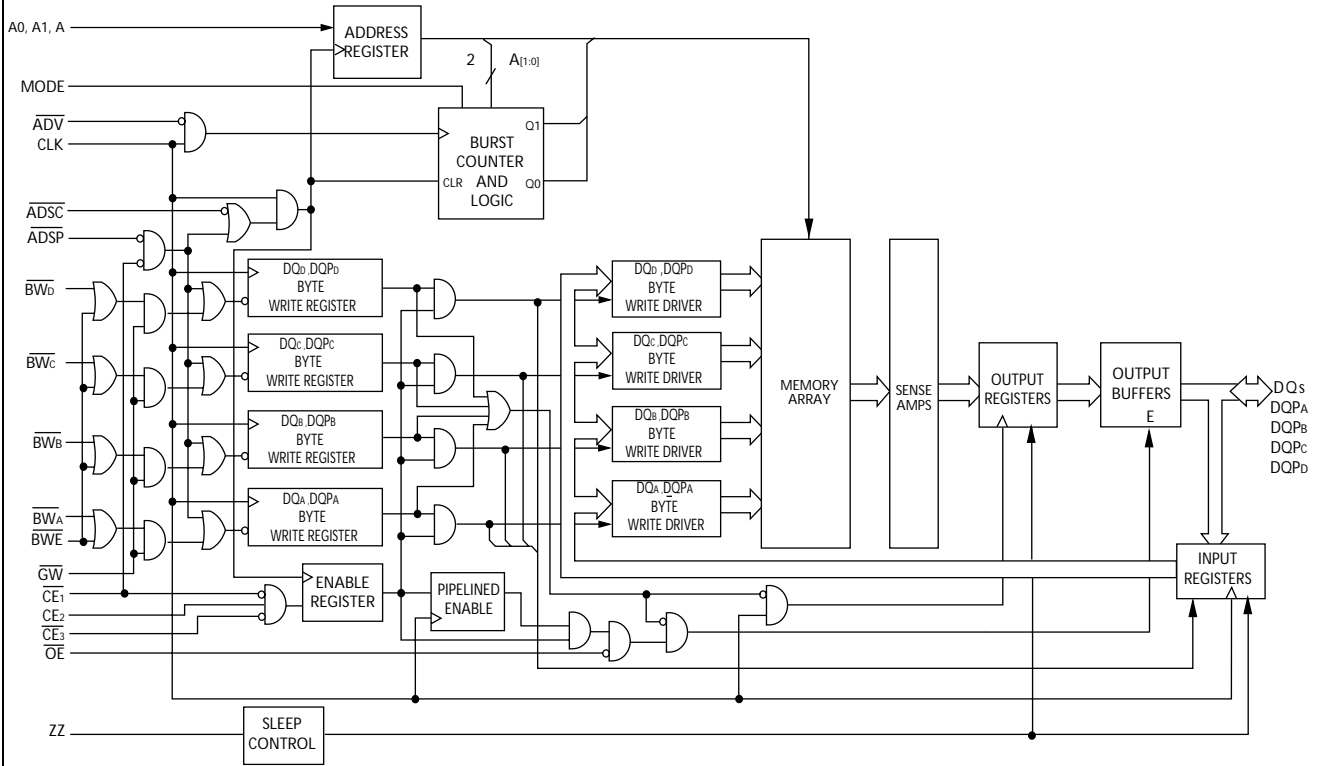 A0, A1, A
ADDRESS
REGISTER
2
A[1:0]
MODE
ADV
CLK
BURST
COUNTER
AND
LOGIC
CLR
Q1
Q0
ADSC
ADSP
DQD ,DQPD
BYTE
WRITE REGISTER
DQC ,DQPC
BYTE
WRITE REGISTER
DQB ,DQPB
BYTE
WRITE REGISTER
DQA ,DQPA
BYTE
WRITE REGISTER
BWD
BWC
BWB
BWA
BWE
GW
CE1
CE2
CE3
OE
ENABLE
REGISTER
PIPELINED
ENABLE
DQD ,DQPD
BYTE
WRITE DRIVER
DQC ,DQPC
BYTE
WRITE DRIVER
DQB ,DQPB
BYTE
WRITE DRIVER
DQA ,DQPA
BYTE
WRITE DRIVER
MEMORY
ARRAY
SENSE
AMPS
OUTPUT
REGISTERS
OUTPUT
BUFFERS
E
DQs
DQPA
DQPB
DQPC
DQPD
INPUT
REGISTERS
ZZ
SLEEP
CONTROL